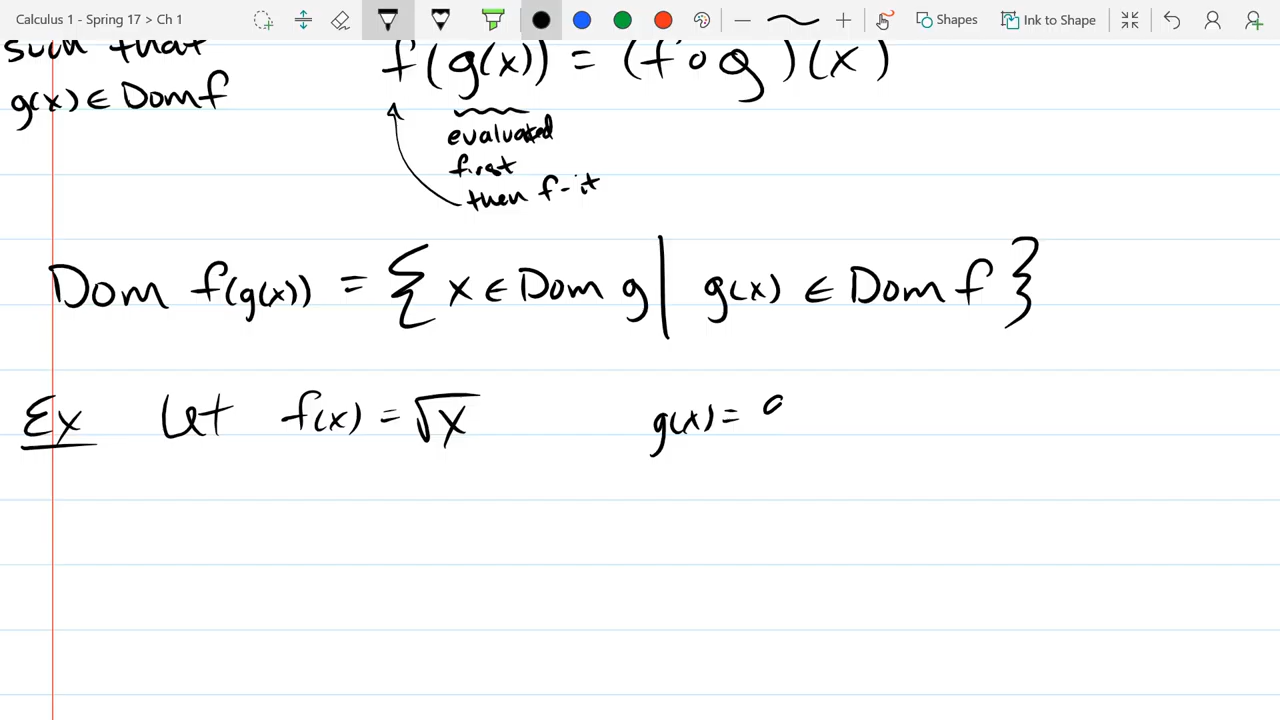 Calculus 1 - Spring 17 > Ch 1
Shapes
Ink to Shape
such that
g(x) ∈ Dom f
f(g(x)) = (f∘g)(x)
evaluated
first
then f-it
Dom f(g(x)) = { x ∈ Dom g | g(x) ∈ Dom f }
Ex Let f(x) = √x g(x) =